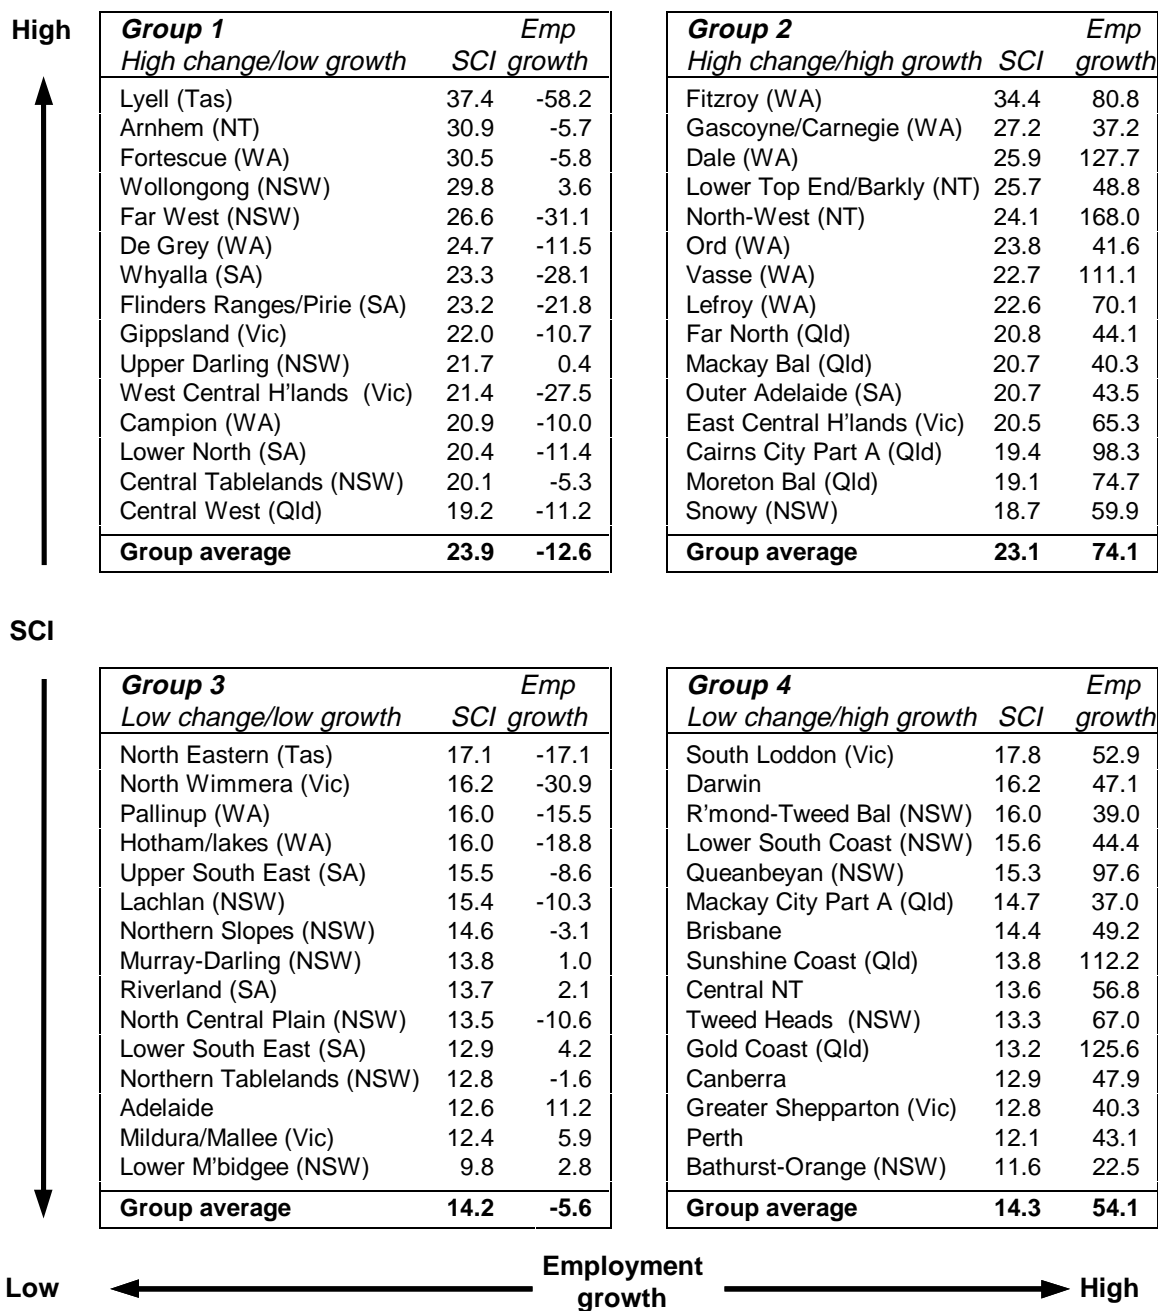 High
Group 1 Emp
High change/low growth SCI growth
Lyell (Tas) 37.4 -58.2
Arnhem (NT) 30.9 -5.7
Fortescue (WA) 30.5 -5.8
Wollongong (NSW) 29.8 3.6
Far West (NSW) 26.6 -31.1
De Grey (WA) 24.7 -11.5
Whyalla (SA) 23.3 -28.1
Flinders Ranges/Pirie (SA) 23.2 -21.8
Gippsland (Vic) 22.0 -10.7
Upper Darling (NSW) 21.7 0.4
West Central H'lands (Vic) 21.4 -27.5
Campion (WA) 20.9 -10.0
Lower North (SA) 20.4 -11.4
Central Tablelands (NSW) 20.1 -5.3
Central West (Qld) 19.2 -11.2
Group average 23.9 -12.6
Group 2 Emp
High change/high growth SCI growth
Fitzroy (WA) 34.4 80.8
Gascoyne/Carnegie (WA) 27.2 37.2
Dale (WA) 25.9 127.7
Lower Top End/Barkly (NT) 25.7 48.8
North-West (NT) 24.1 168.0
Ord (WA) 23.8 41.6
Vasse (WA) 22.7 111.1
Lefroy (WA) 22.6 70.1
Far North (Qld) 20.8 44.1
Mackay Bal (Qld) 20.7 40.3
Outer Adelaide (SA) 20.7 43.5
East Central H'lands (Vic) 20.5 65.3
Cairns City Part A (Qld) 19.4 98.3
Moreton Bal (Qld) 19.1 74.7
Snowy (NSW) 18.7 59.9
Group average 23.1 74.1
SCI
Group 3 Emp
Low change/low growth SCI growth
North Eastern (Tas) 17.1 -17.1
North Wimmera (Vic) 16.2 -30.9
Pallinup (WA) 16.0 -15.5
Hotham/lakes (WA) 16.0 -18.8
Upper South East (SA) 15.5 -8.6
Lachlan (NSW) 15.4 -10.3
Northern Slopes (NSW) 14.6 -3.1
Murray-Darling (NSW) 13.8 1.0
Riverland (SA) 13.7 2.1
North Central Plain (NSW) 13.5 -10.6
Lower South East (SA) 12.9 4.2
Northern Tablelands (NSW) 12.8 -1.6
Adelaide 12.6 11.2
Mildura/Mallee (Vic) 12.4 5.9
Lower M'bidgee (NSW) 9.8 2.8
Group average 14.2 -5.6
Group 4 Emp
Low change/high growth SCI growth
South Loddon (Vic) 17.8 52.9
Darwin 16.2 47.1
R'mond-Tweed Bal (NSW) 16.0 39.0
Lower South Coast (NSW) 15.6 44.4
Queanbeyan (NSW) 15.3 97.6
Mackay City Part A (Qld) 14.7 37.0
Brisbane 14.4 49.2
Sunshine Coast (Qld) 13.8 112.2
Central NT 13.6 56.8
Tweed Heads (NSW) 13.3 67.0
Gold Coast (Qld) 13.2 125.6
Canberra 12.9 47.9
Greater Shepparton (Vic) 12.8 40.3
Perth 12.1 43.1
Bathurst-Orange (NSW) 11.6 22.5
Group average 14.3 54.1
Low
Employment
growth
High